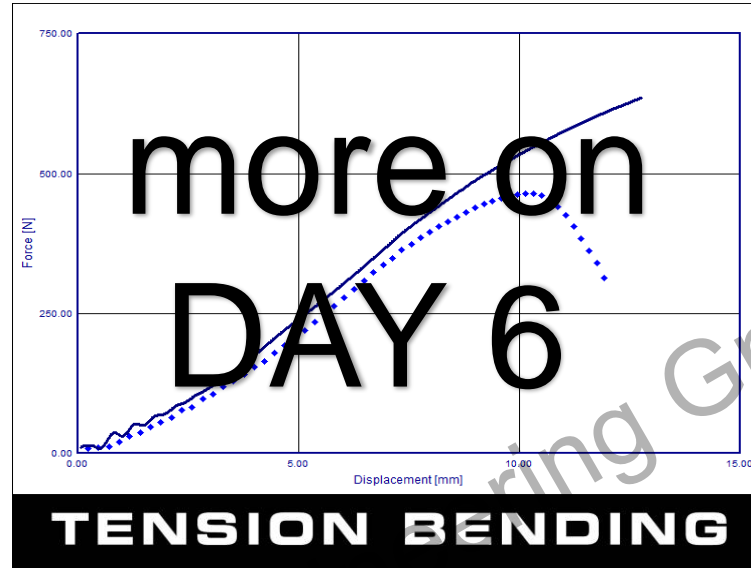 750.00
more on
500.00
Force [N]
DAY 6
250.00
0.00
0.00 5.00 10.00 15.00
Displacement [mm]
TENSION BENDING